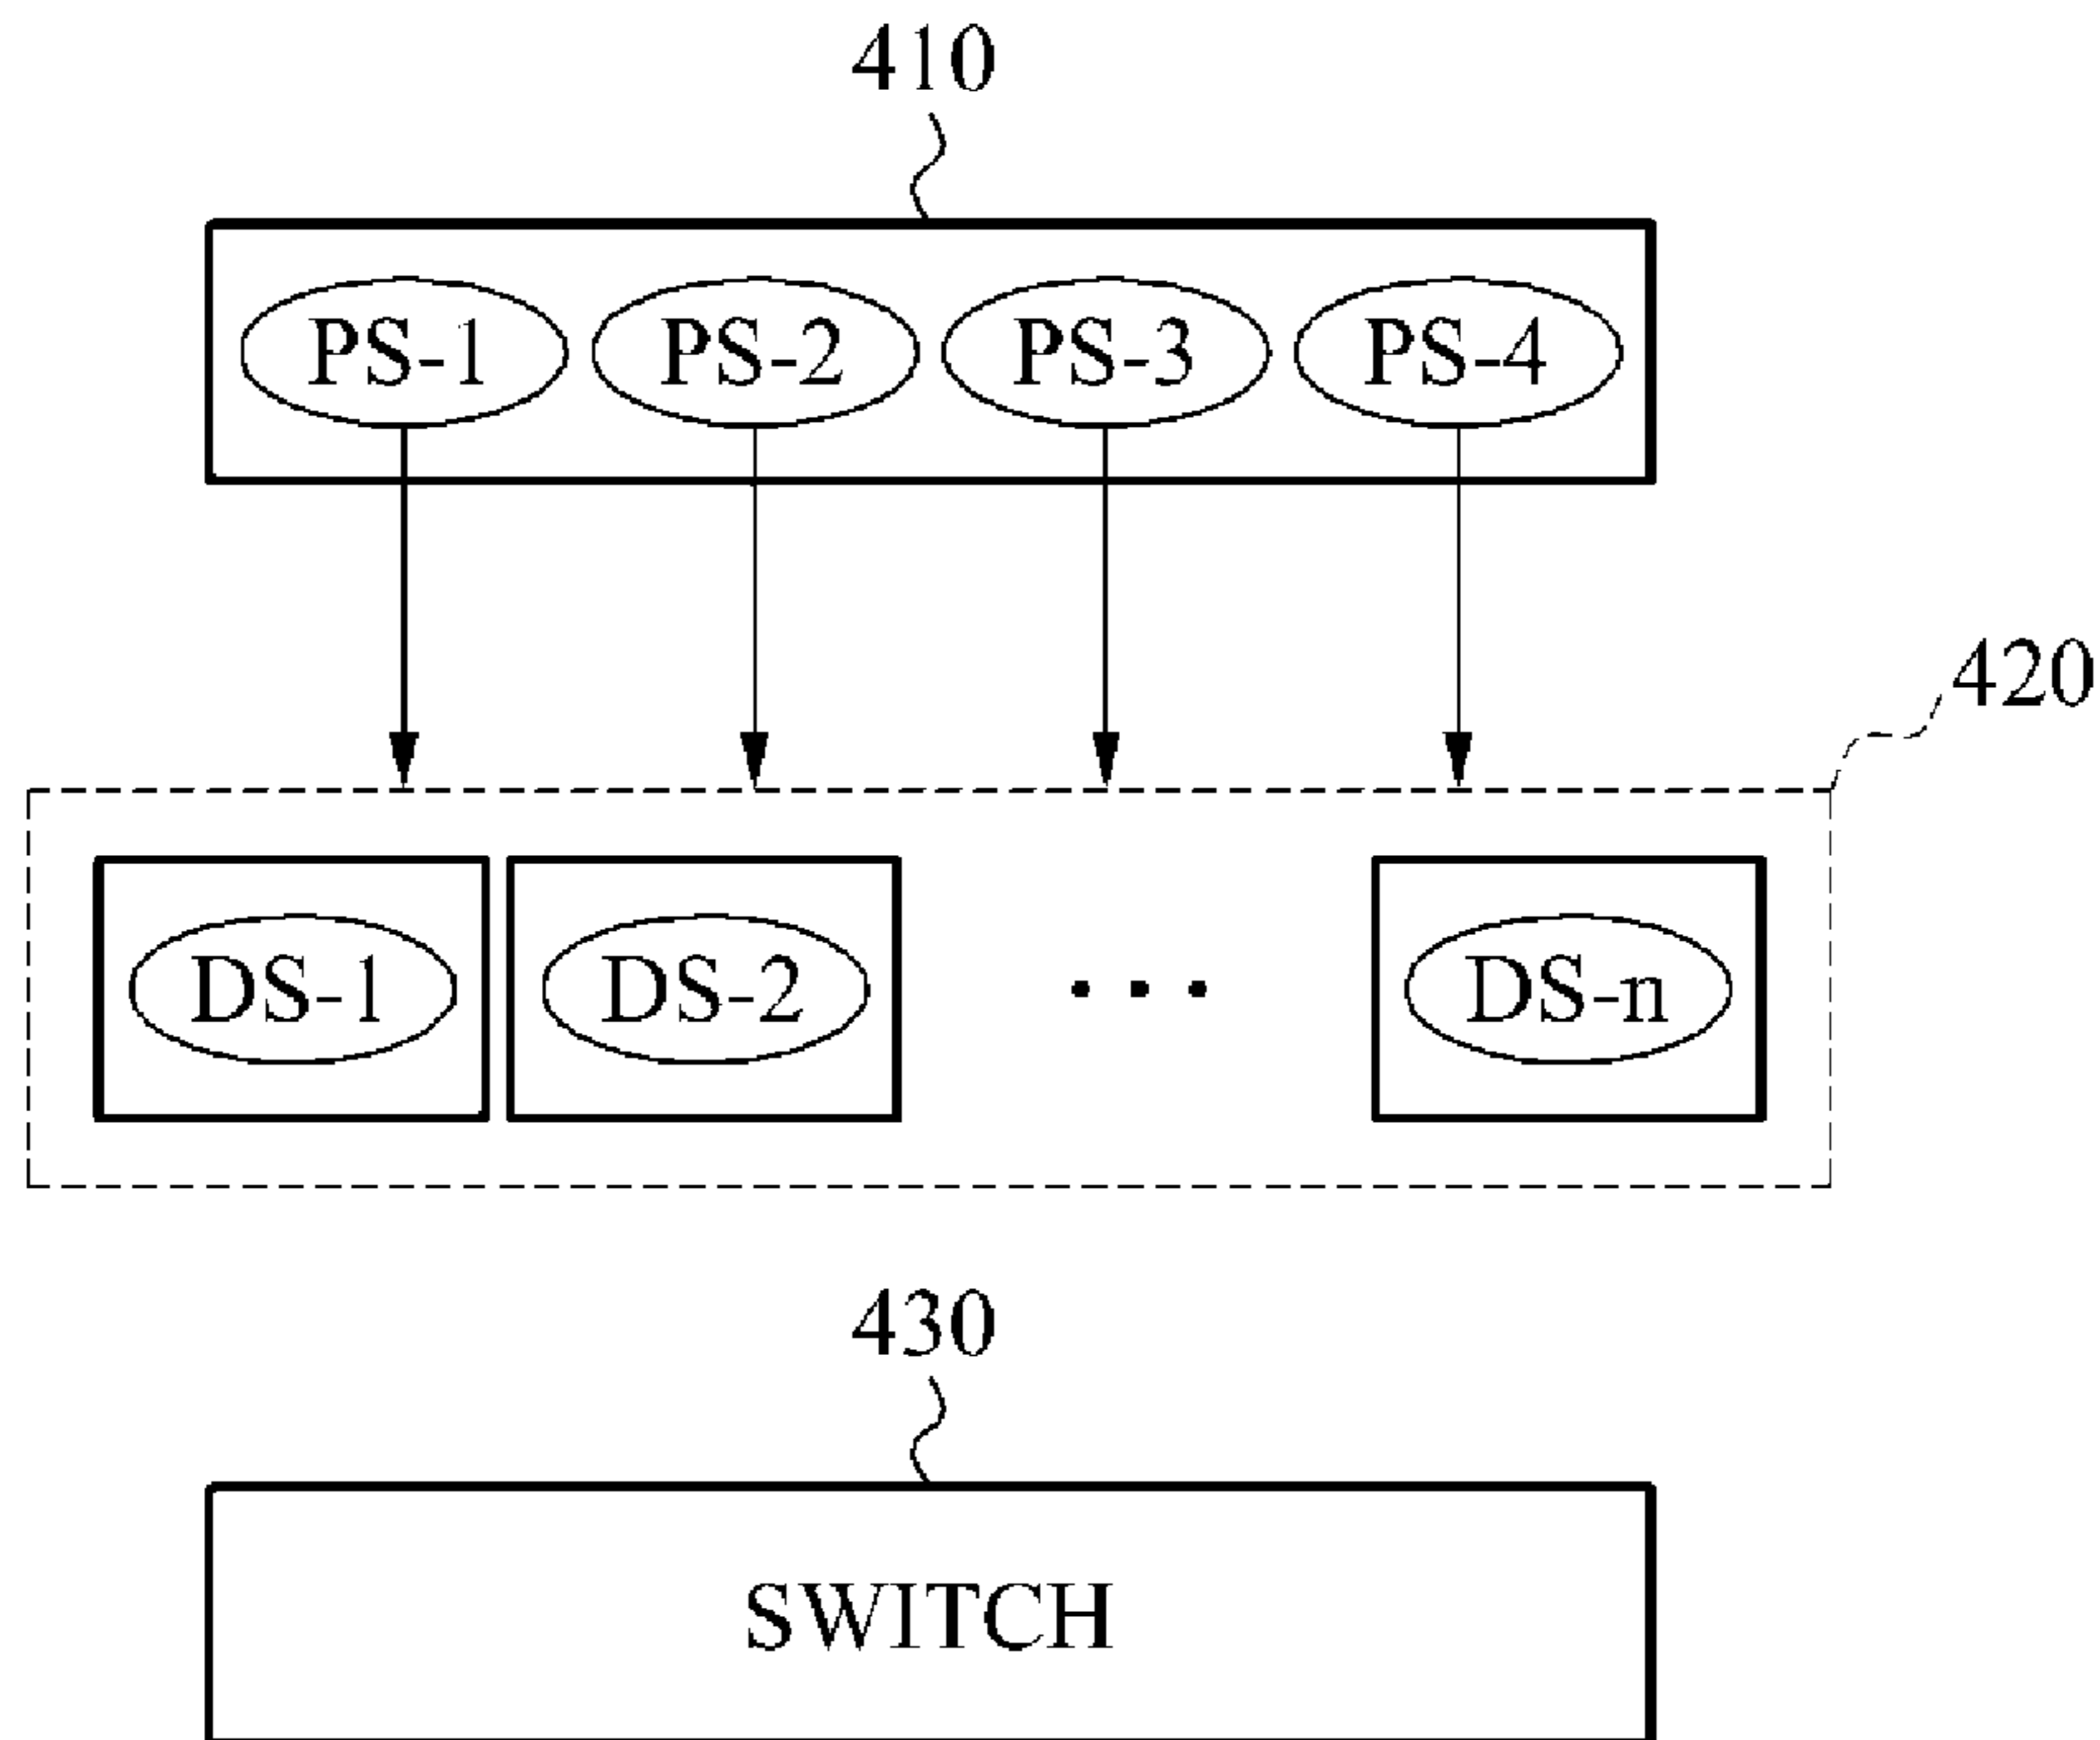 410
PS-1 PS-2 PS-3 PS-4
420
DS-1 DS-2 ••• DS-n
430
SWITCH